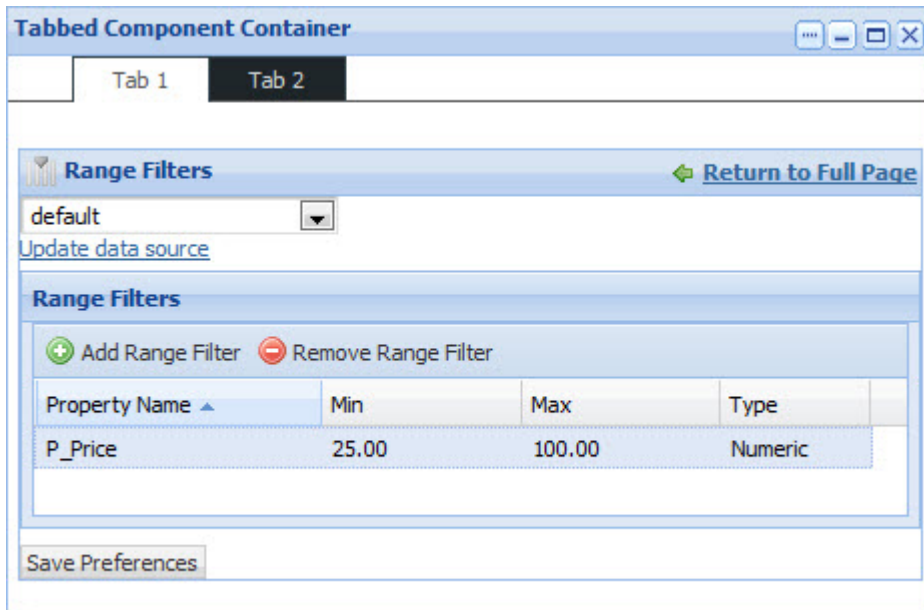 Tabbed Component Container
Tab 1 Tab 2
Range Filters Return to Full Page
default
Update data source
Range Filters
Add Range Filter Remove Range Filter
Property Name Min Max Type
P_Price 25.00 100.00 Numeric
Save Preferences